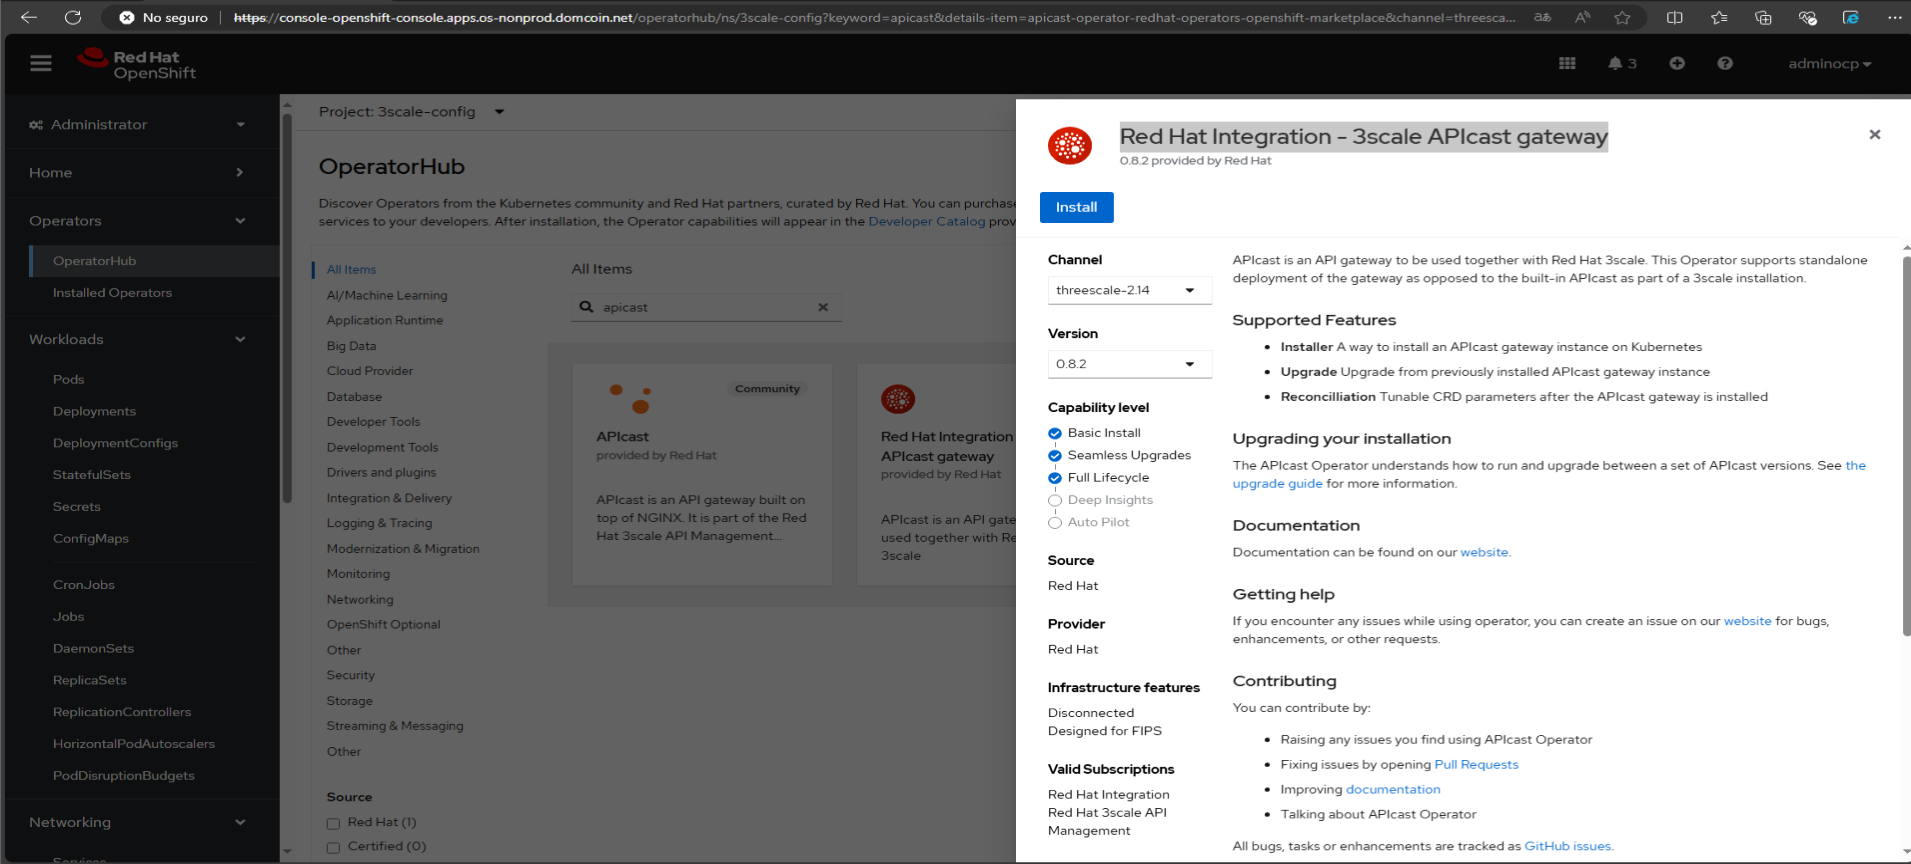 No seguro
https://console-openshift-console.apps.os-nonprod.domcoin.net/operatorhub/ns/3scale-config?keyword=apicast&details-item=apicast-operator-redhat-operators-openshift-marketplace&channel=threesca...
Red Hat
OpenShift
3
adminocp
Administrator
Home
Operators
OperatorHub
Installed Operators
Workloads
Pods
Deployments
DeploymentConfigs
StatefulSets
Secrets
ConfigMaps
CronJobs
Jobs
DaemonSets
ReplicaSets
ReplicationControllers
HorizontalPodAutoscalers
PodDisruptionBudgets
Networking
Services
Project: 3scale-config
OperatorHub
Discover Operators from the Kubernetes community and Red Hat partners, curated by Red Hat. You can purchase
services to your developers. After installation, the Operator capabilities will appear in the Developer Catalog prov
All Items
AI/Machine Learning
Application Runtime
Big Data
Cloud Provider
Database
Developer Tools
Development Tools
Drivers and plugins
Integration & Delivery
Logging & Tracing
Modernization & Migration
Monitoring
Networking
OpenShift Optional
Other
Security
Storage
Streaming & Messaging
Other
Source
Red Hat (1)
Certified (0)
All Items
apicast
Community
APIcast
provided by Red Hat
APIcast is an API gateway built on
top of NGINX. It is part of the Red
Hat 3scale API Management...
Red Hat Integration
APIcast gateway
provided by Red Hat
APIcast is an API gate
used together with Re
3scale
Red Hat Integration - 3scale APIcast gateway
0.8.2 provided by Red Hat
Install
Channel
threescale-2.14
Version
0.8.2
Capability level
Basic Install
Seamless Upgrades
Full Lifecycle
Deep Insights
Auto Pilot
Source
Red Hat
Provider
Red Hat
Infrastructure features
Disconnected
Designed for FIPS
Valid Subscriptions
Red Hat Integration
Red Hat 3scale API
Management
APIcast is an API gateway to be used together with Red Hat 3scale. This Operator supports standalone
deployment of the gateway as opposed to the built-in APIcast as part of a 3scale installation.
Supported Features
Installer A way to install an APIcast gateway instance on Kubernetes
Upgrade Upgrade from previously installed APIcast gateway instance
Reconcilliation Tunable CRD parameters after the APIcast gateway is installed
Upgrading your installation
The APIcast Operator understands how to run and upgrade between a set of APIcast versions. See the
upgrade guide for more information.
Documentation
Documentation can be found on our website.
Getting help
If you encounter any issues while using operator, you can create an issue on our website for bugs,
enhancements, or other requests.
Contributing
You can contribute by:
Raising any issues you find using APIcast Operator
Fixing issues by opening Pull Requests
Improving documentation
Talking about APIcast Operator
All bugs, tasks or enhancements are tracked as GitHub issues.